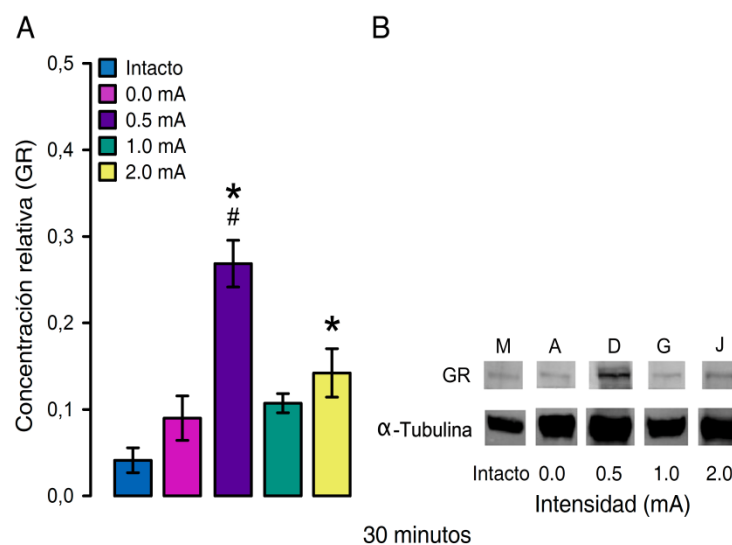 A
Concentración relativa (GR)
0,5
0,4
0,3
0,2
0,1
0,0
Intacto
0.0 mA
0.5 mA
1.0 mA
2.0 mA
*
#
*
B
M A D G J
GR
α-Tubulina
Intacto 0.0 0.5 1.0 2.0
Intensidad (mA)
30 minutos